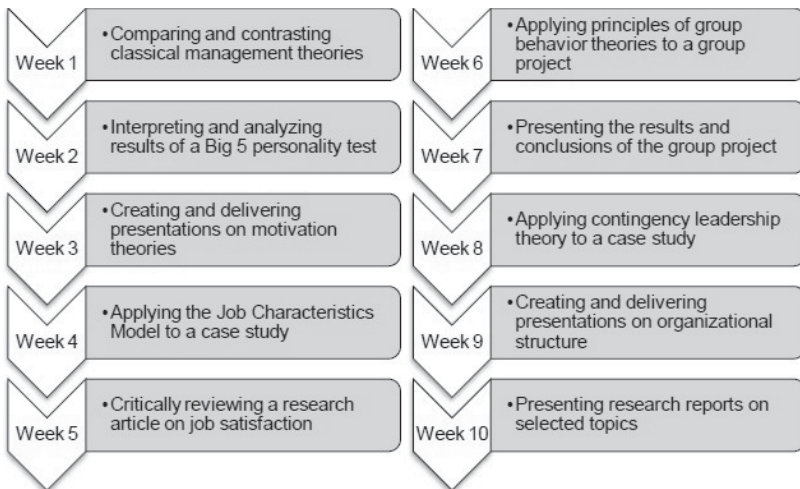 Week 1
•Comparing and contrasting
classical management theories
Week 2
•Interpreting and analyzing
results of a Big 5 personality test
Week 3
•Creating and delivering
presentations on motivation
theories
Week 4
•Applying the Job Characteristics
Model to a case study
Week 5
•Critically reviewing a research
article on job satisfaction
Week 6
•Applying principles of group
behavior theories to a group
project
Week 7
•Presenting the results and
conclusions of the group project
Week 8
•Applying contingency leadership
theory to a case study
Week 9
•Creating and delivering
presentations on organizational
structure
Week 10
•Presenting research reports on
selected topics